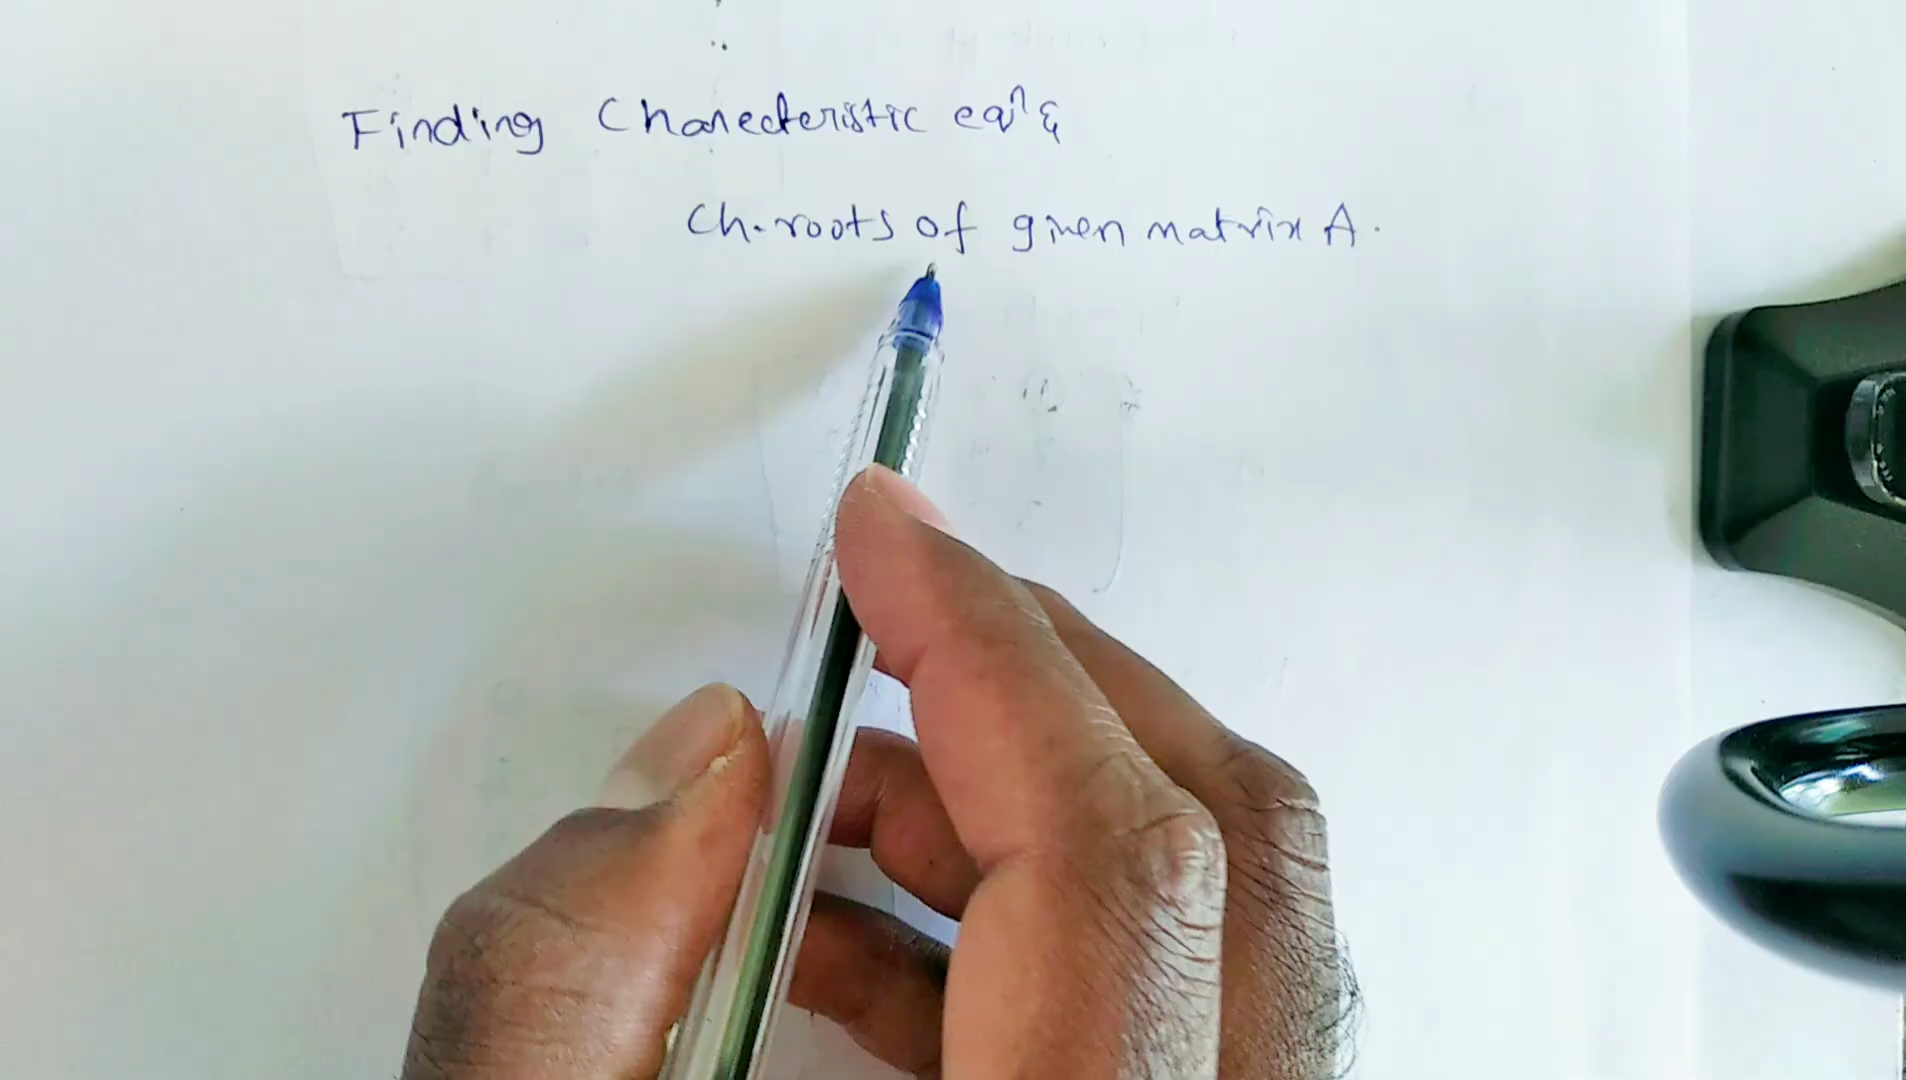 Finding Charecteristic eqn &
Ch. roots of given matrix A.